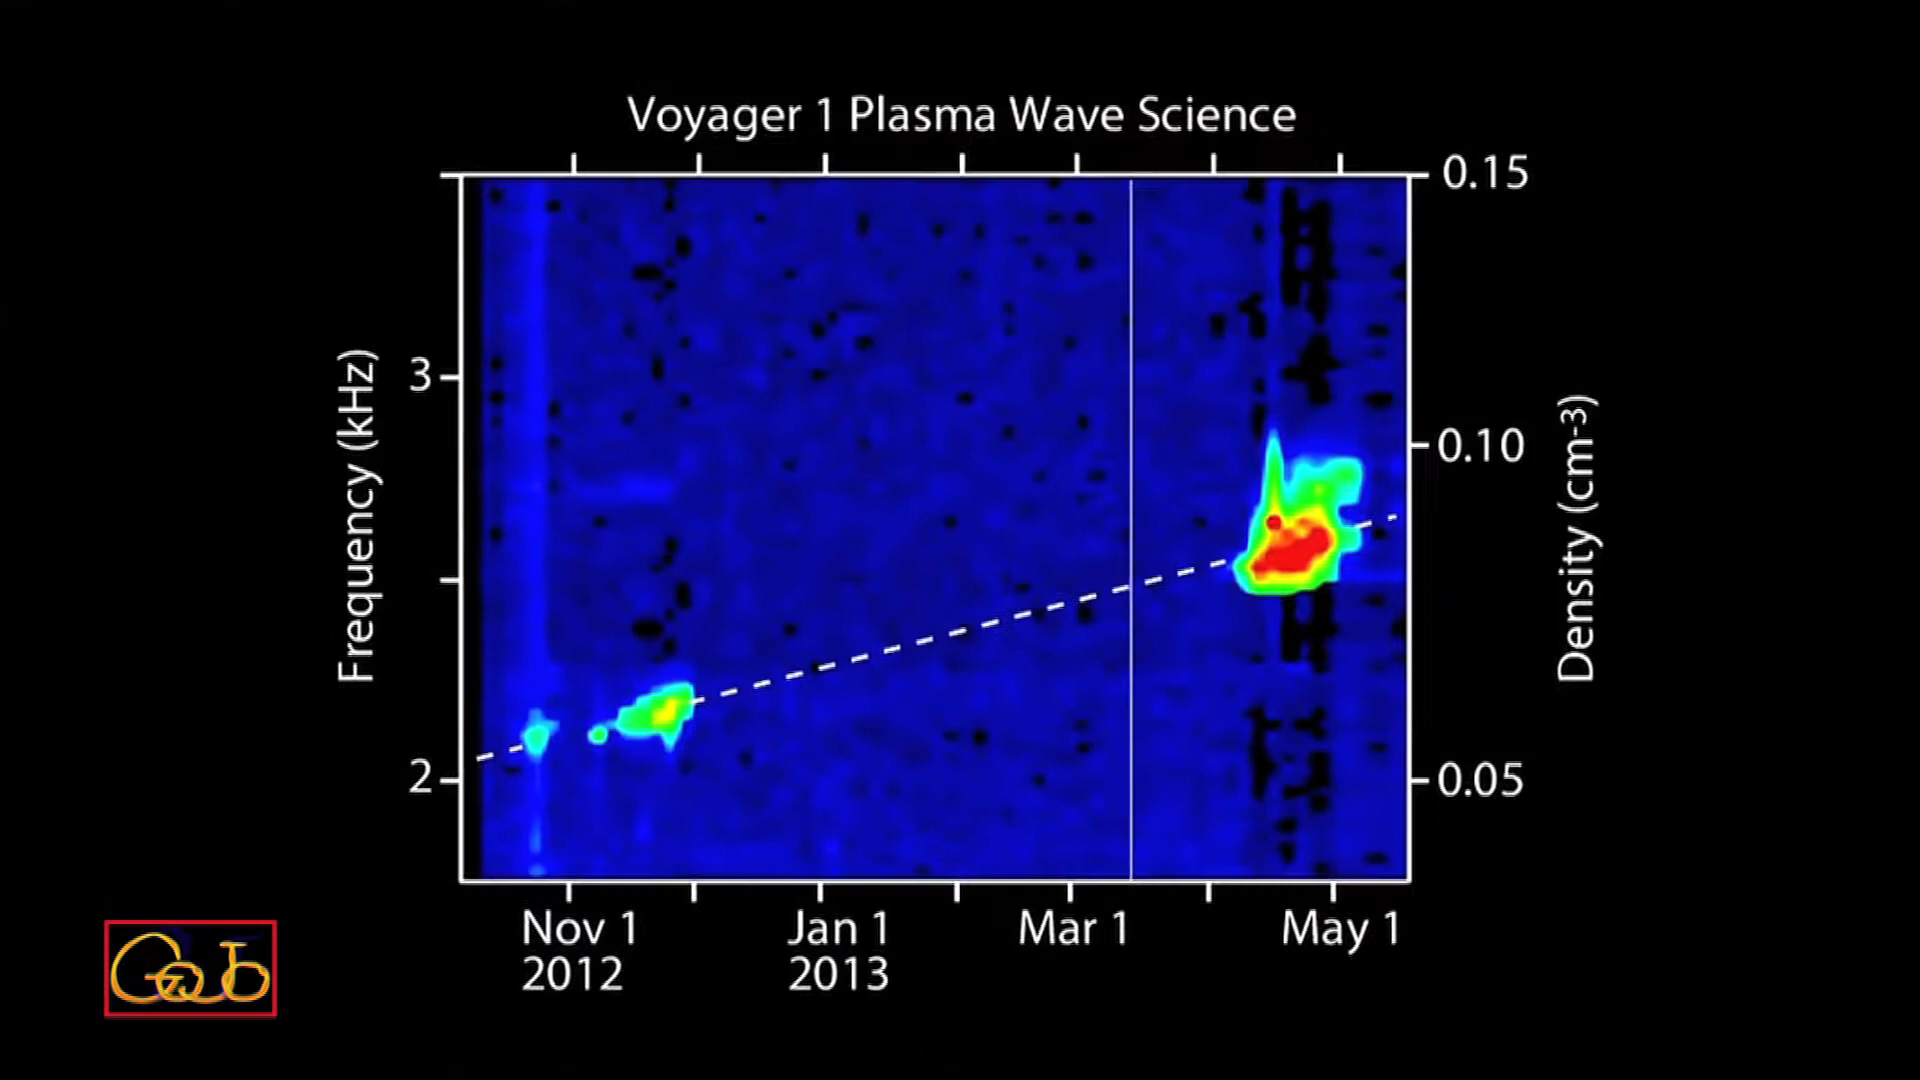 Voyager 1 Plasma Wave Science
0.15
3
0.10
Frequency (kHz)
Density (cm-3)
2
0.05
Nov 1
2012
Jan 1
2013
Mar 1
May 1